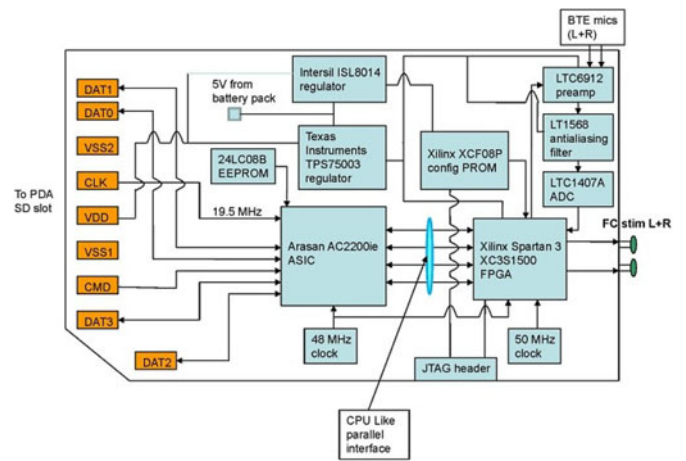 BTE mics
(L+R)
DAT1
DAT0
VSS2
CLK
VDD
VSS1
CMD
DAT3
DAT2
To PDA
SD slot
5V from
battery pack
Intersil ISL8014
regulator
Texas
Instruments
TPS75003
regulator
24LC08B
EEPROM
19.5 MHz
Xilinx XCF08P
config PROM
LTC6912
preamp
LT1568
antialiasing
filter
LTC1407A
ADC
FC stim L+R
Arasan AC2200ie
ASIC
Xilinx Spartan 3
XC3S1500
FPGA
48 MHz
clock
50 MHz
clock
JTAG header
CPU Like
parallel
interface